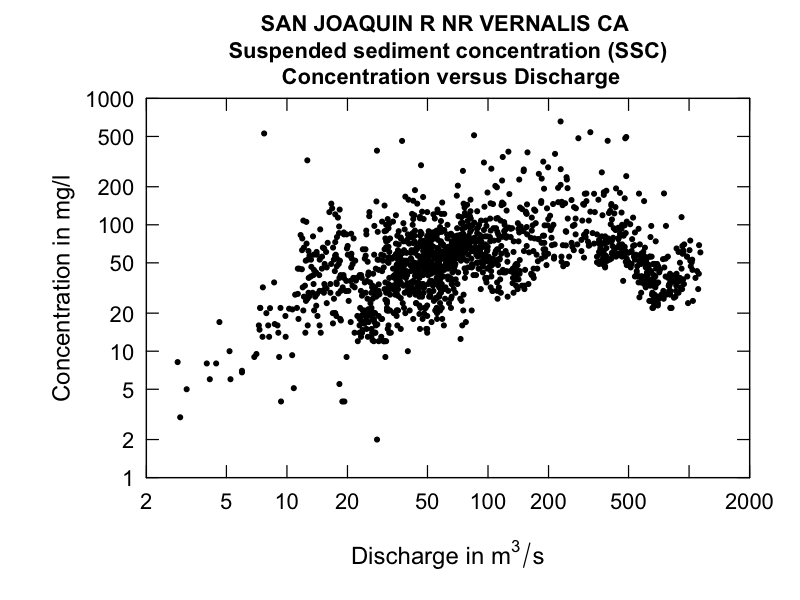 SAN JOAQUIN R NR VERNALIS CA
Suspended sediment concentration (SSC)
Concentration versus Discharge
Concentration in mg/l
1000
500
200
100
50
20
10
5
2
1
2 5 10 20 50 100 200 500 2000
Discharge in m³/s